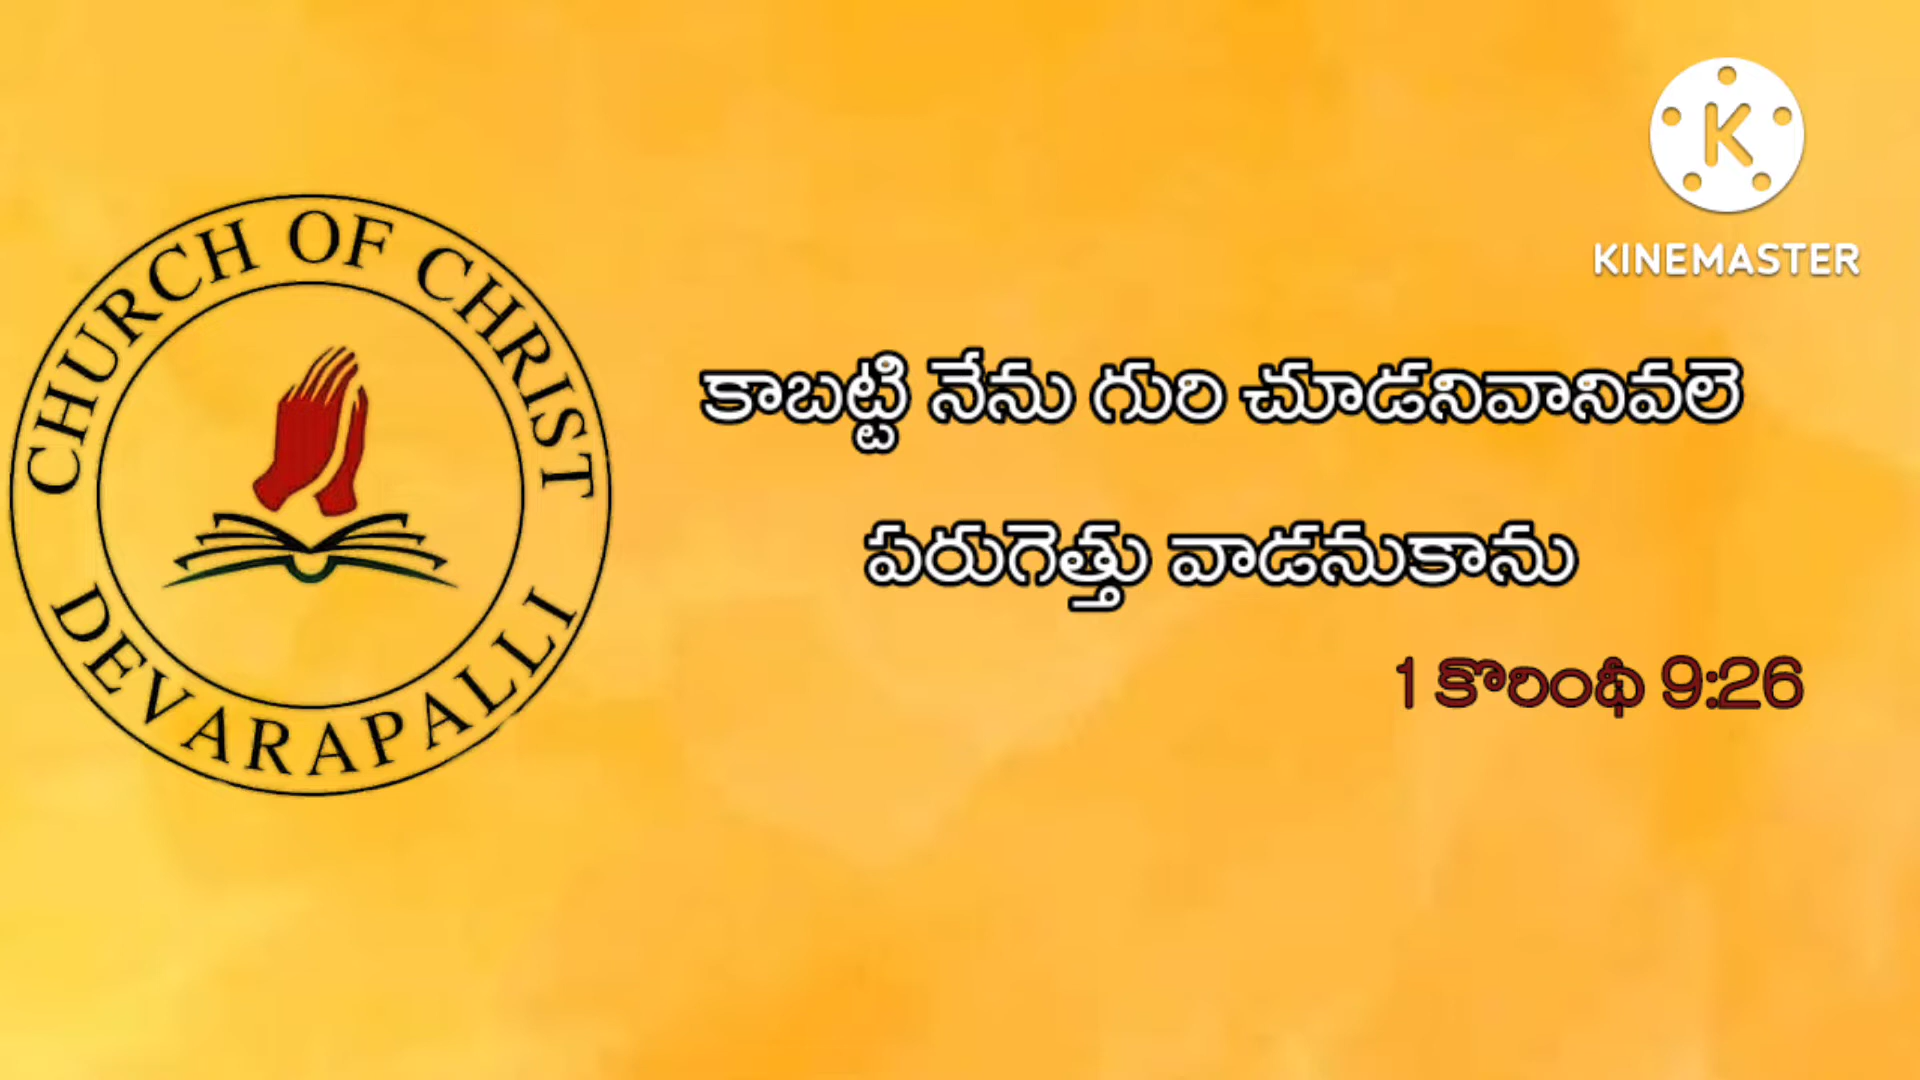 CHURCH OF CHRIST
DEVARAPALLI
K
KINEMASTER
కాబట్టి నేను గురి చూడనివానివలె
పరుగెత్తు వాడనుకాను
1 కొరింథీ 9:26